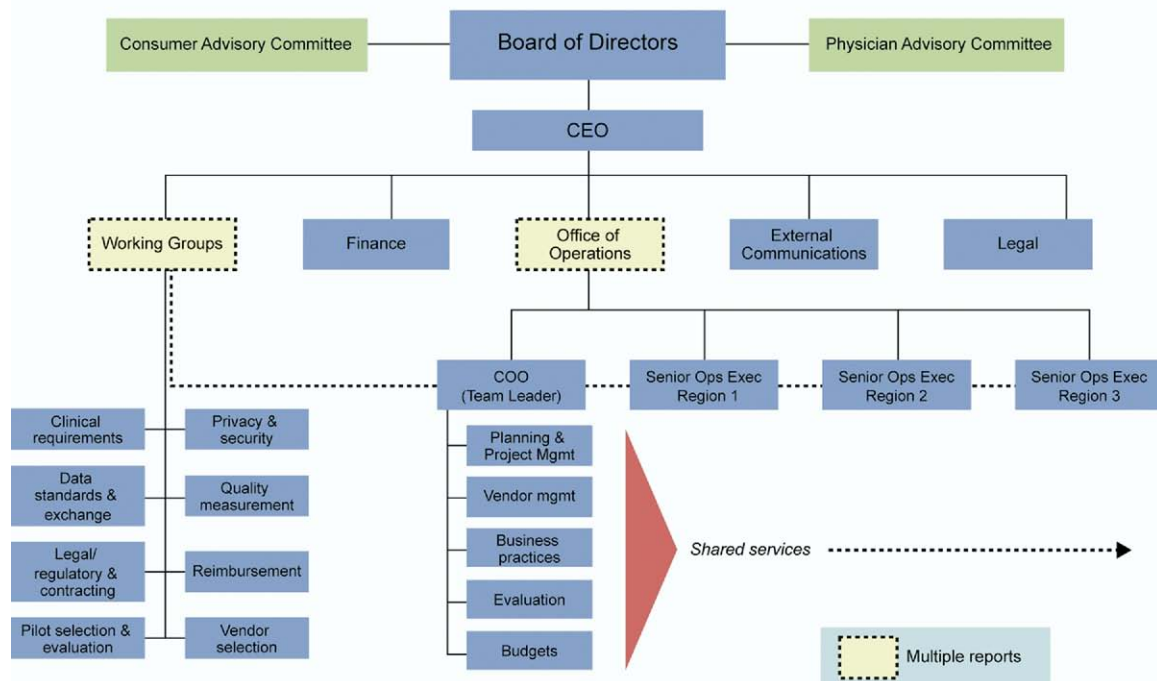 Consumer Advisory Committee
Board of Directors
Physician Advisory Committee
CEO
Working Groups
Finance
Office of
Operations
External
Communications
Legal
COO
(Team Leader)
Senior Ops Exec
Region 1
Senior Ops Exec
Region 2
Senior Ops Exec
Region 3
Clinical
requirements
Privacy &
security
Data
standards &
exchange
Quality
measurement
Legal/
regulatory &
contracting
Reimbursement
Pilot selection &
evaluation
Vendor
selection
Planning &
Project Mgmt
Vendor mgmt
Business
practices
Evaluation
Budgets
Shared services
Multiple reports